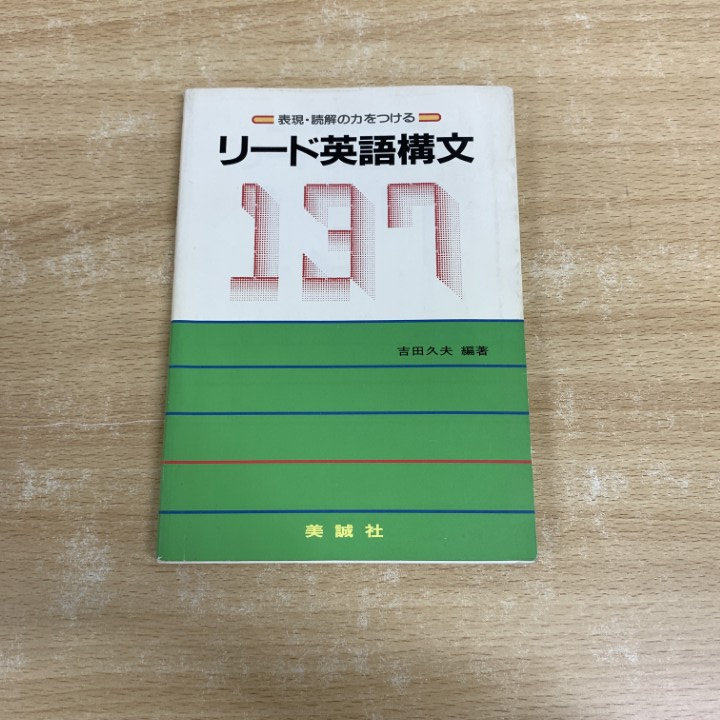 表現・読解の力をつける
リード英語構文
197
吉田久夫 編著
美誠社